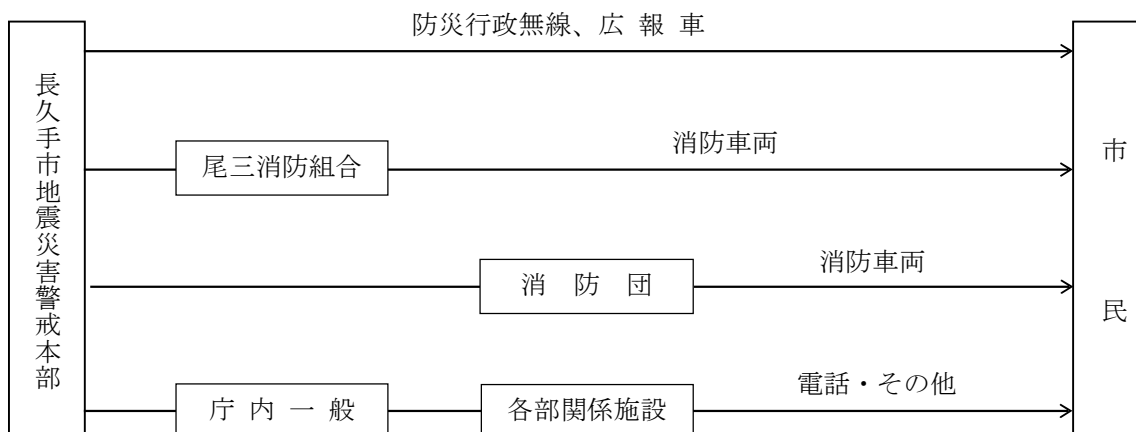 防災行政無線、広 報 車
長久手市地震災害警戒本部
尾三消防組合
消防車両
市民
消 防 団
消防車両
庁 内 一 般
各部関係施設
電話・その他